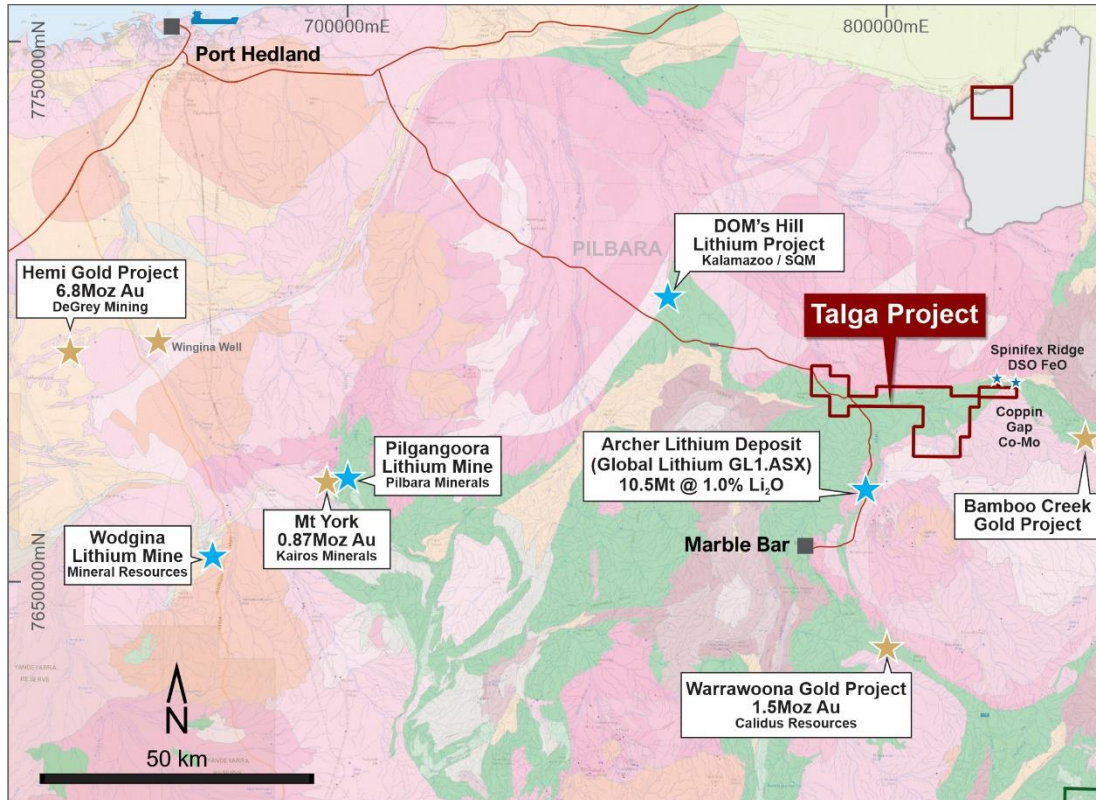 700000mE
800000mE
7750000mN
7650000mN
Port Hedland
PILBARA
DOM's Hill
Lithium Project
Kalamazoo / SQM
Hemi Gold Project
6.8Moz Au
DeGrey Mining
Wingina Well
Talga Project
Spinifex Ridge
DSO FeO
Coppin
Gap
Co-Mo
Pilgangoora
Lithium Mine
Pilbara Minerals
Archer Lithium Deposit
(Global Lithium GL1.ASX)
10.5Mt @ 1.0% Li₂O
Bamboo Creek
Gold Project
Mt York
0.87Moz Au
Kairos Minerals
Wodgina
Lithium Mine
Mineral Resources
Marble Bar
YANDEYARRA
RESERVE
Warrawoona Gold Project
1.5Moz Au
Calidus Resources
N
50 km